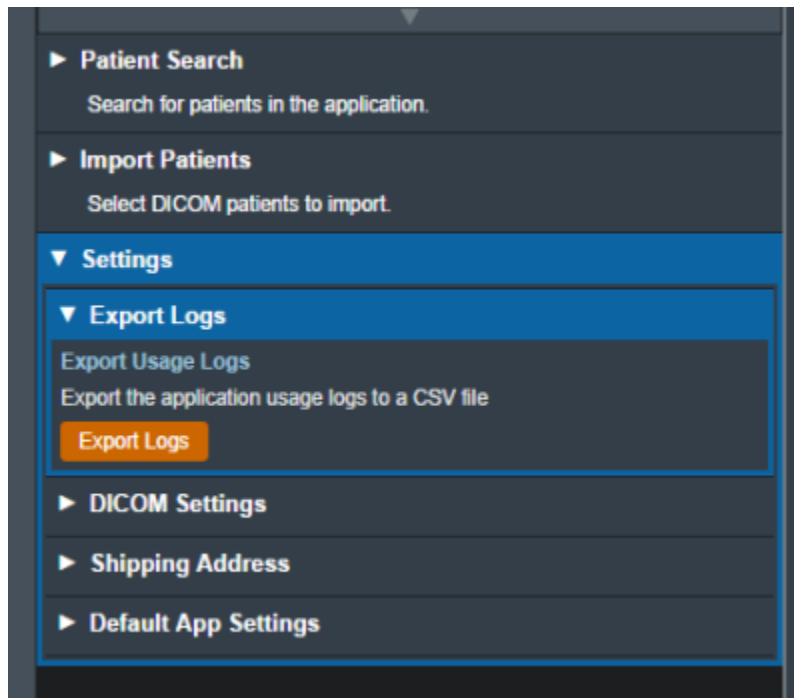 Patient Search
Search for patients in the application.
Import Patients
Select DICOM patients to import.
Settings
Export Logs
Export Usage Logs
Export the application usage logs to a CSV file
Export Logs
DICOM Settings
Shipping Address
Default App Settings